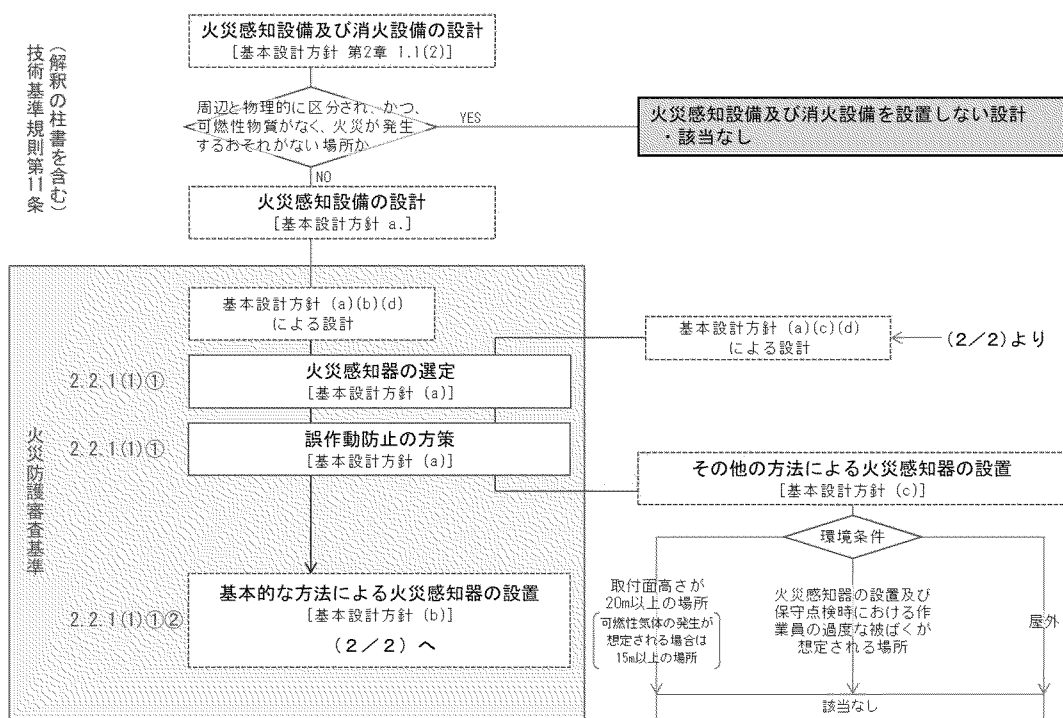 火災感知設備及び消火設備の設計
[基本設計方針 第2章 1.1(2)]
技術基準規則第11条
(解釈の柱書を含む)
周辺と物理的に区分され、かつ、
可燃性物質がなく、火災が発生
するおそれがない場所か
YES
火災感知設備及び消火設備を設置しない設計
・該当なし
NO
火災感知設備の設計
[基本設計方針 a.]
基本設計方針 (a)(b)(d)
による設計
基本設計方針 (a)(c)(d)
による設計
(2/2)より
2.2.1(1)①
火災感知器の選定
[基本設計方針 (a)]
火災防護審査基準
2.2.1(1)①
誤作動防止の方策
[基本設計方針 (a)]
その他の方法による火災感知器の設置
[基本設計方針 (c)]
環境条件
2.2.1(1)①②
基本的な方法による火災感知器の設置
[基本設計方針 (b)]
(2/2) へ
取付面高さが
20m以上の場所
可燃性気体の発生が
想定される場合は
15m以上の場所
火災感知器の設置及び
保守点検時における作
業員の過度な被ばくが
想定される場所
屋外
該当なし